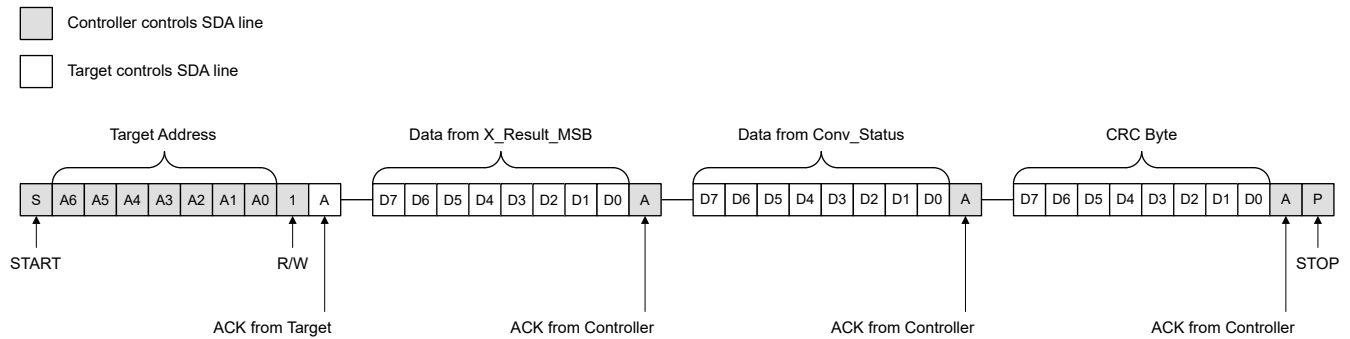 Controller controls SDA line
Target controls SDA line
Target Address Data from X_Result_MSB Data from Conv_Status CRC Byte
S A6 A5 A4 A3 A2 A1 A0 1 A D7 D6 D5 D4 D3 D2 D1 D0 A D7 D6 D5 D4 D3 D2 D1 D0 A D7 D6 D5 D4 D3 D2 D1 D0 A P
START R/W STOP
ACK from Target ACK from Controller ACK from Controller ACK from Controller